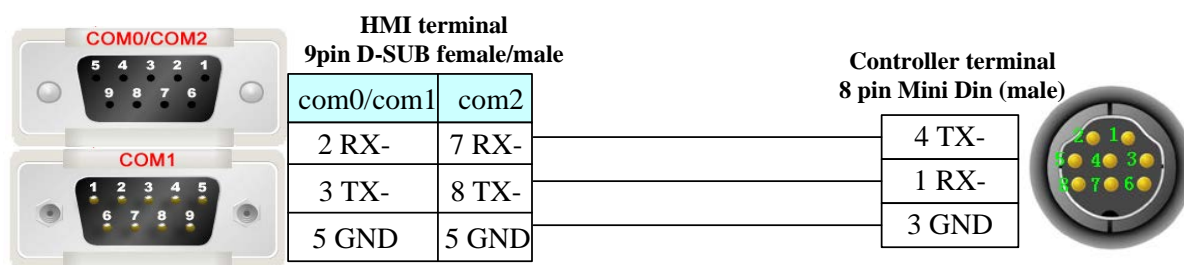 HMI terminal
9pin D-SUB female/male
COM0/COM2
5 4 3 2 1
9 8 7 6
COM1
1 2 3 4 5
6 7 8 9
com0/com1 com2
2 RX- 7 RX-
3 TX- 8 TX-
5 GND 5 GND
Controller terminal
8 pin Mini Din (male)
4 TX-
1 RX-
3 GND
2 1
5 4 3
8 7 6